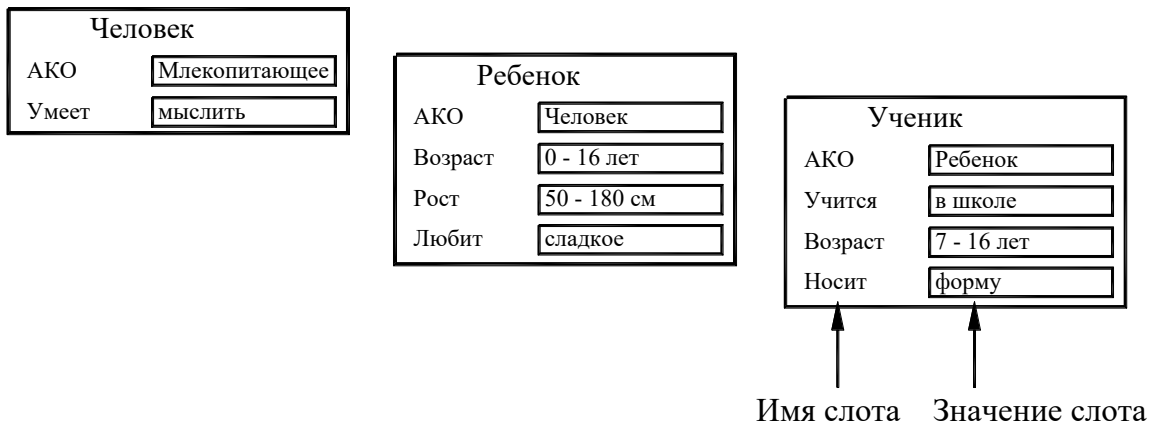 Человек
АКО Млекопитающее
Умеет мыслить
Ребенок
АКО Человек
Возраст 0 - 16 лет
Рост 50 - 180 см
Любит сладкое
Ученик
АКО Ребенок
Учится в школе
Возраст 7 - 16 лет
Носит форму
Имя слота Значение слота